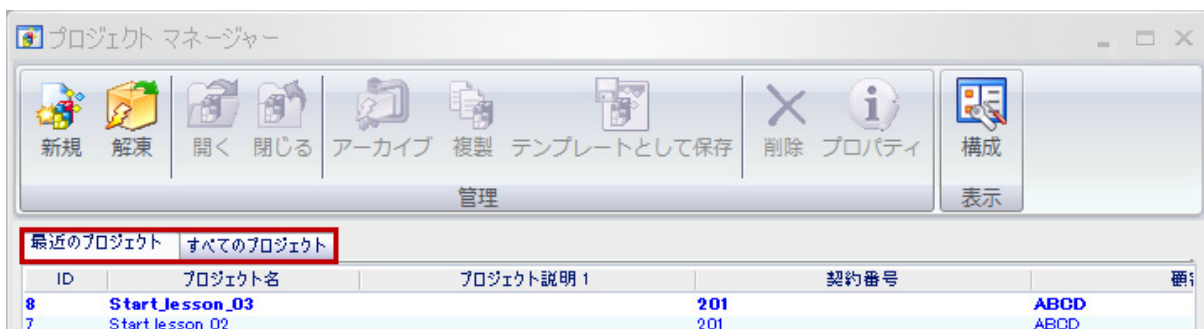 プロジェクト マネージャー
新規 解凍 開く 閉じる アーカイブ 複製 テンプレートとして保存 削除 プロパティ 構成
管理 表示
最近のプロジェクト すべてのプロジェクト
ID プロジェクト名 プロジェクト説明 1 契約番号
8 Start_lesson_03 201 ABCD
7 Start lesson 02 201 ABCD